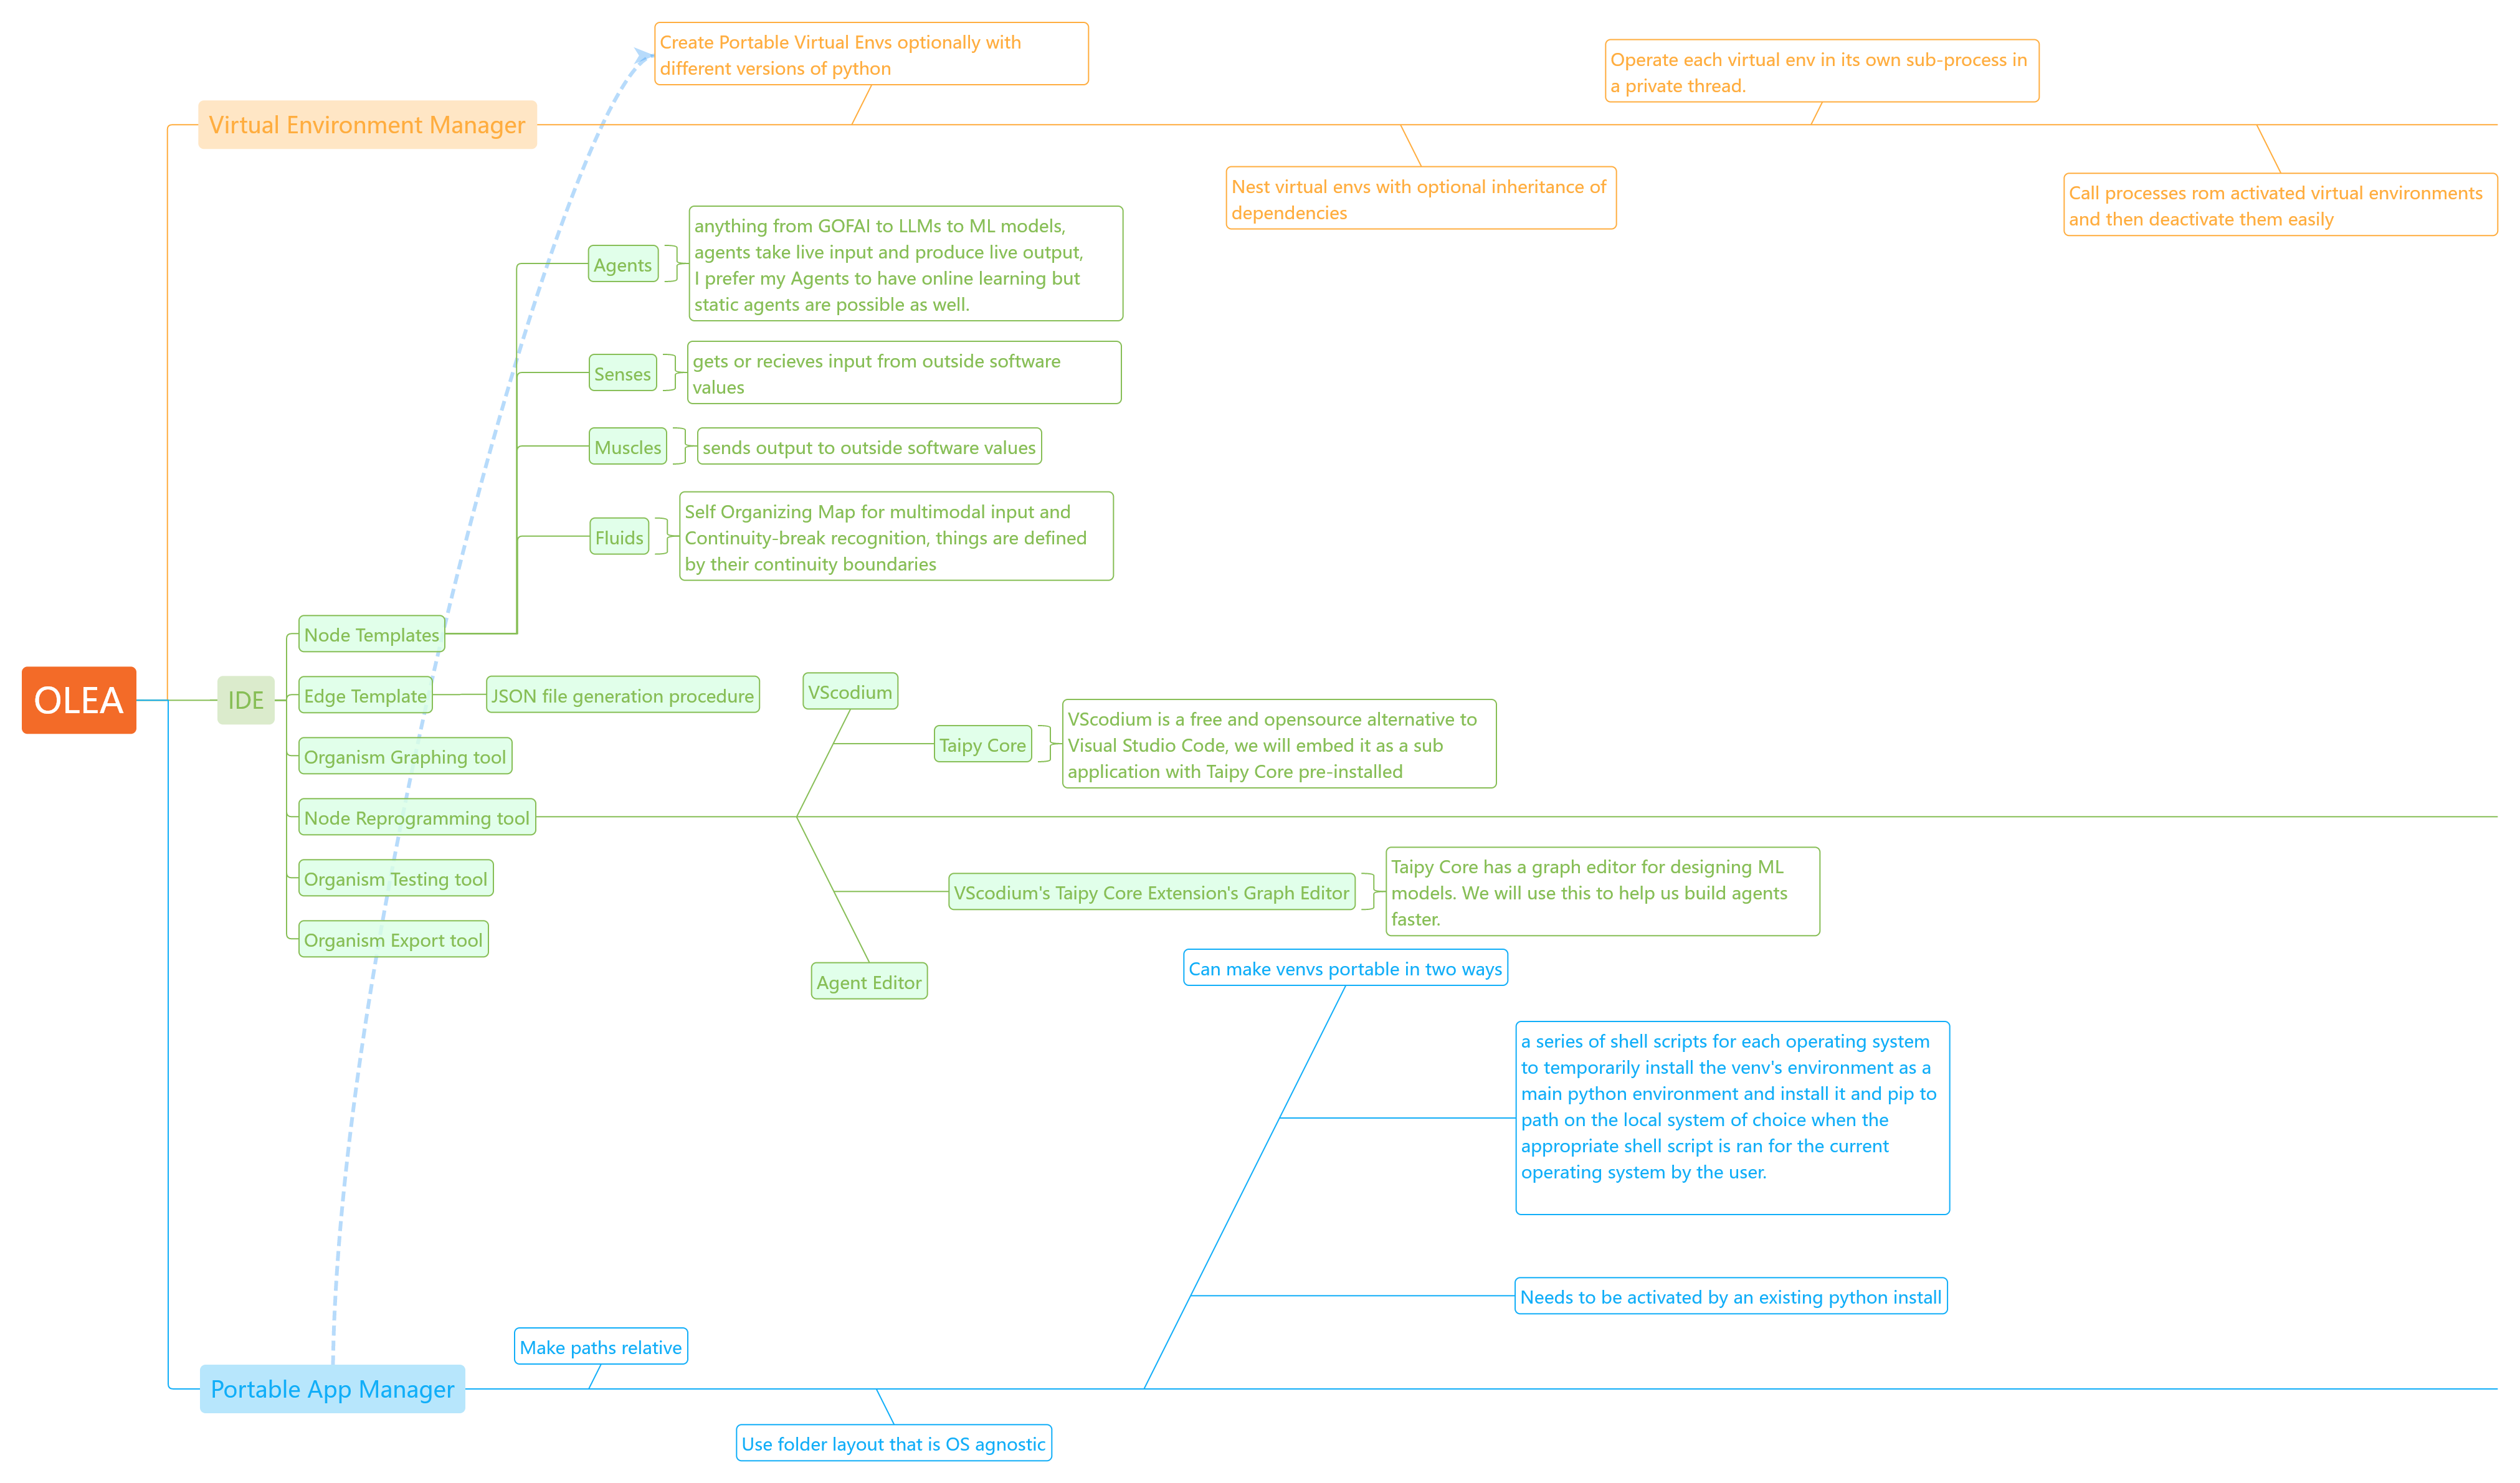 Create Portable Virtual Envs optionally with
different versions of python
Operate each virtual env in its own sub-process in
a private thread.
Virtual Environment Manager
Nest virtual envs with optional inheritance of
dependencies
Call processes rom activated virtual environments
and then deactivate them easily
Agents
anything from GOFAI to LLMs to ML models,
agents take live input and produce live output,
I prefer my Agents to have online learning but
static agents are possible as well.
Senses
gets or recieves input from outside software
values
Muscles
sends output to outside software values
Fluids
Self Organizing Map for multimodal input and
Continuity-break recognition, things are defined
by their continuity boundaries
OLEA
IDE
Node Templates
Edge Template
JSON file generation procedure
Organism Graphing tool
Node Reprogramming tool
Organism Testing tool
Organism Export tool
VScodium
Taipy Core
VScodium is a free and opensource alternative to
Visual Studio Code, we will embed it as a sub
application with Taipy Core pre-installed
VScodium's Taipy Core Extension's Graph Editor
Taipy Core has a graph editor for designing ML
models. We will use this to help us build agents
faster.
Agent Editor
Can make venvs portable in two ways
a series of shell scripts for each operating system
to temporarily install the venv's environment as a
main python environment and install it and pip to
path on the local system of choice when the
appropriate shell script is ran for the current
operating system by the user.
Needs to be activated by an existing python install
Make paths relative
Portable App Manager
Use folder layout that is OS agnostic